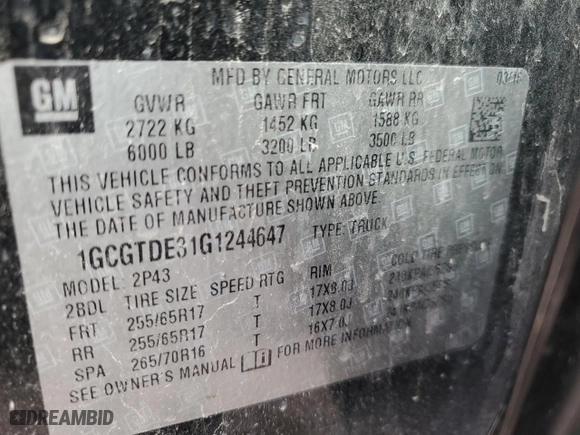 MFD BY GENERAL MOTORS LLC
GM
GVWR GAWR FRT GAWR RR
2722 KG 1452 KG 1588 KG
6000 LB 3200 LB 3500 LB
THIS VEHICLE CONFORMS TO ALL APPLICABLE U.S. FEDERAL MOTOR
VEHICLE SAFETY AND THEFT PREVENTION STANDARDS IN EFFECT ON
THE DATE OF MANUFACTURE SHOWN ABOVE.
1GCGTDE31G1244647 TYPE: TRUCK
MODEL: 2P43
2BDL TIRE SIZE SPEED RTG RIM COLD TIRE
FRT 255/65R17 T 17X8.0J
RR 255/65R17 T 17X8.0J
SPA 265/70R16 T 16X7.0J
SEE OWNER'S MANUAL FOR MORE INFORMATION
DREAMBID